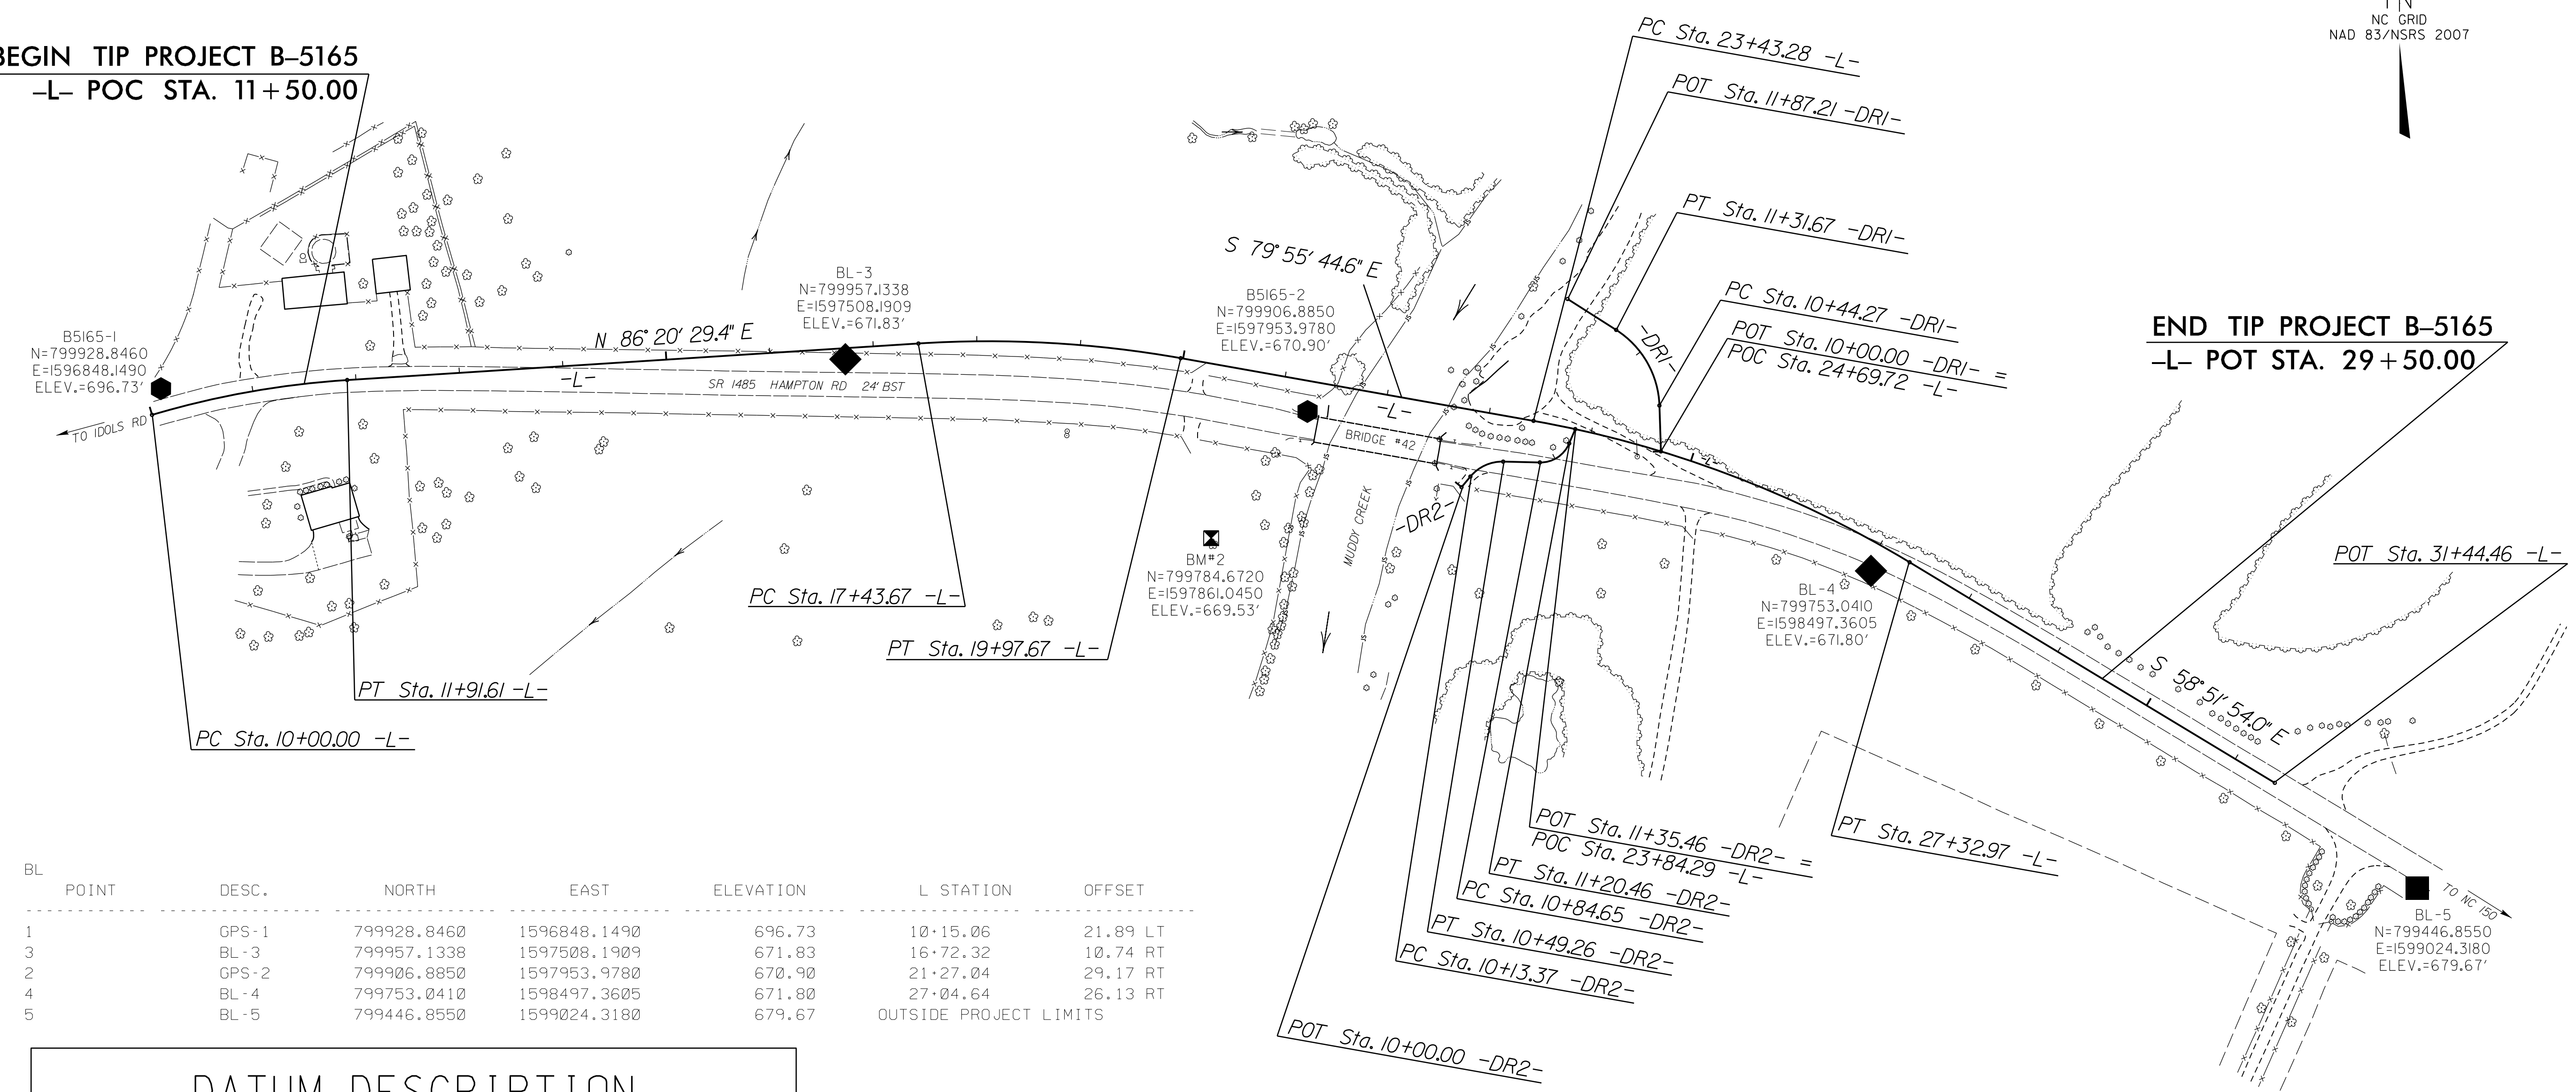 N
NC GRID
NAD 83/NSRS 2007
BEGIN TIP PROJECT B–5165
–L– POC STA. 11+50.00
PC Sta. 23+43.28 -L-
POT Sta. 11+87.21 -DR1-
PT Sta. 11+31.67 -DR1-
PC Sta. 10+44.27 -DR1-
POT Sta. 10+00.00 -DR1- =
POC Sta. 24+69.72 -L-
-DR1-
END TIP PROJECT B–5165
–L– POT STA. 29+50.00
S 79° 55' 44.6" E
BL-3
N=799957.1338
E=1597508.1909
ELEV.=671.83'
B5165-2
N=799906.8850
E=1597953.9780
ELEV.=670.90'
B5165-1
N=799928.8460
E=1596848.1490
ELEV.=696.73'
N 86° 20' 29.4" E
-L-
SR 1485 HAMPTON RD 24' BST
TO IDOLS RD
-L-
BRIDGE #42
-L-
JS
JS
JS
JS
JS
MUDDY CREEK
-DR2-
BM#2
N=799784.6720
E=1597861.0450
ELEV.=669.53'
BL-4
N=799753.0410
E=1598497.3605
ELEV.=671.80'
POT Sta. 31+44.46 -L-
S 58° 51' 54.0" E
PC Sta. 17+43.67 -L-
PT Sta. 19+97.67 -L-
PT Sta. 11+91.61 -L-
PC Sta. 10+00.00 -L-
POT Sta. 11+35.46 -DR2- =
POC Sta. 23+84.29 -L-
PT Sta. 11+20.46 -DR2-
PC Sta. 10+84.65 -DR2-
PT Sta. 10+49.26 -DR2-
PC Sta. 10+13.37 -DR2-
POT Sta. 10+00.00 -DR2-
PT Sta. 27+32.97 -L-
TO NC 150
BL-5
N=799446.8550
E=1599024.3180
ELEV.=679.67'
BL
POINT DESC. NORTH EAST ELEVATION L STATION OFFSET
1 GPS-1 799928.8460 1596848.1490 696.73 10+15.06 21.89 LT
3 BL-3 799957.1338 1597508.1909 671.83 16+72.32 10.74 RT
2 GPS-2 799906.8850 1597953.9780 670.90 21+27.04 29.17 RT
4 BL-4 799753.0410 1598497.3605 671.80 27+04.64 26.13 RT
5 BL-5 799446.8550 1599024.3180 679.67 OUTSIDE PROJECT LIMITS
DATUM DESCRIPTION